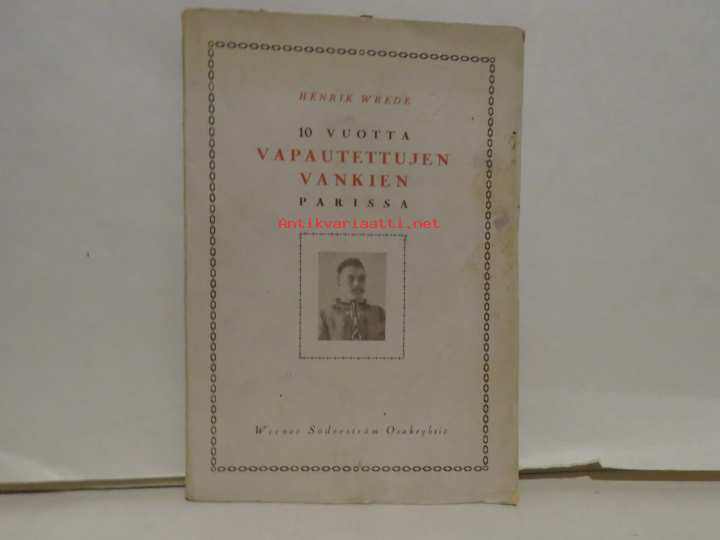 HENRIK WREDE
10 VUOTTA
VAPAUTETTUJEN
VANKIEN
PARISSA
Antikvariaatti.net
Werner Söderström Osakeyhtiö